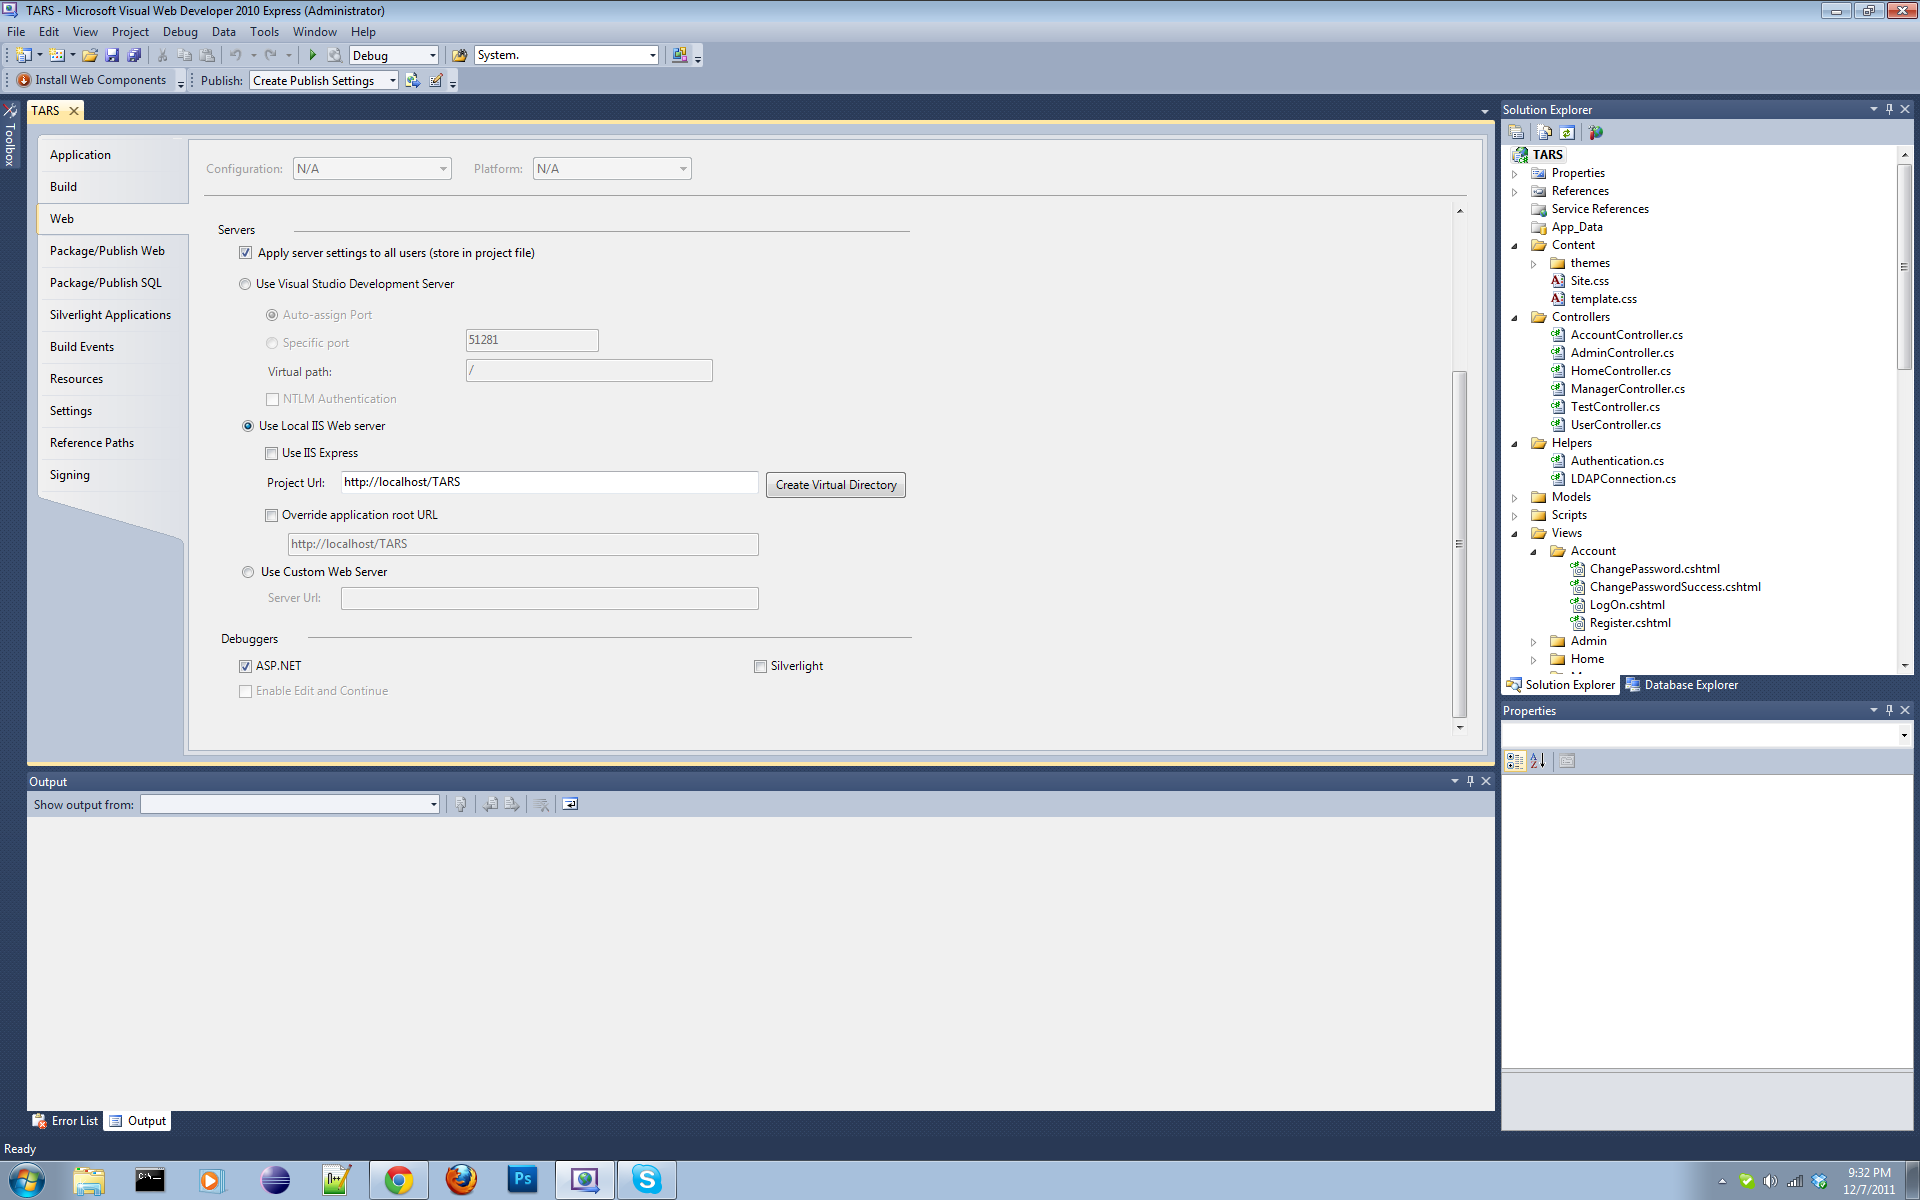 TARS - Microsoft Visual Web Developer 2010 Express (Administrator)
File Edit View Project Debug Data Tools Window Help
Debug System.
Install Web Components Publish: Create Publish Settings
Toolbox
TARS
Application
Build
Web
Package/Publish Web
Package/Publish SQL
Silverlight Applications
Build Events
Resources
Settings
Reference Paths
Signing
Configuration: N/A Platform: N/A
Servers
Apply server settings to all users (store in project file)
Use Visual Studio Development Server
Auto-assign Port
Specific port 51281
Virtual path: /
NTLM Authentication
Use Local IIS Web server
Use IIS Express
Project Url: http://localhost/TARS Create Virtual Directory
Override application root URL
http://localhost/TARS
Use Custom Web Server
Server Url:
Debuggers
ASP.NET Silverlight
Enable Edit and Continue
Output
Show output from:
Error List Output
Ready
Solution Explorer
TARS
Properties
References
Service References
App_Data
Content
themes
Site.css
template.css
Controllers
AccountController.cs
AdminController.cs
HomeController.cs
ManagerController.cs
TestController.cs
UserController.cs
Helpers
Authentication.cs
LDAPConnection.cs
Models
Scripts
Views
Account
ChangePassword.cshtml
ChangePasswordSuccess.cshtml
LogOn.cshtml
Register.cshtml
Admin
Home
Solution Explorer Database Explorer
Properties
C:\_
Ps
9:32 PM
12/7/2011